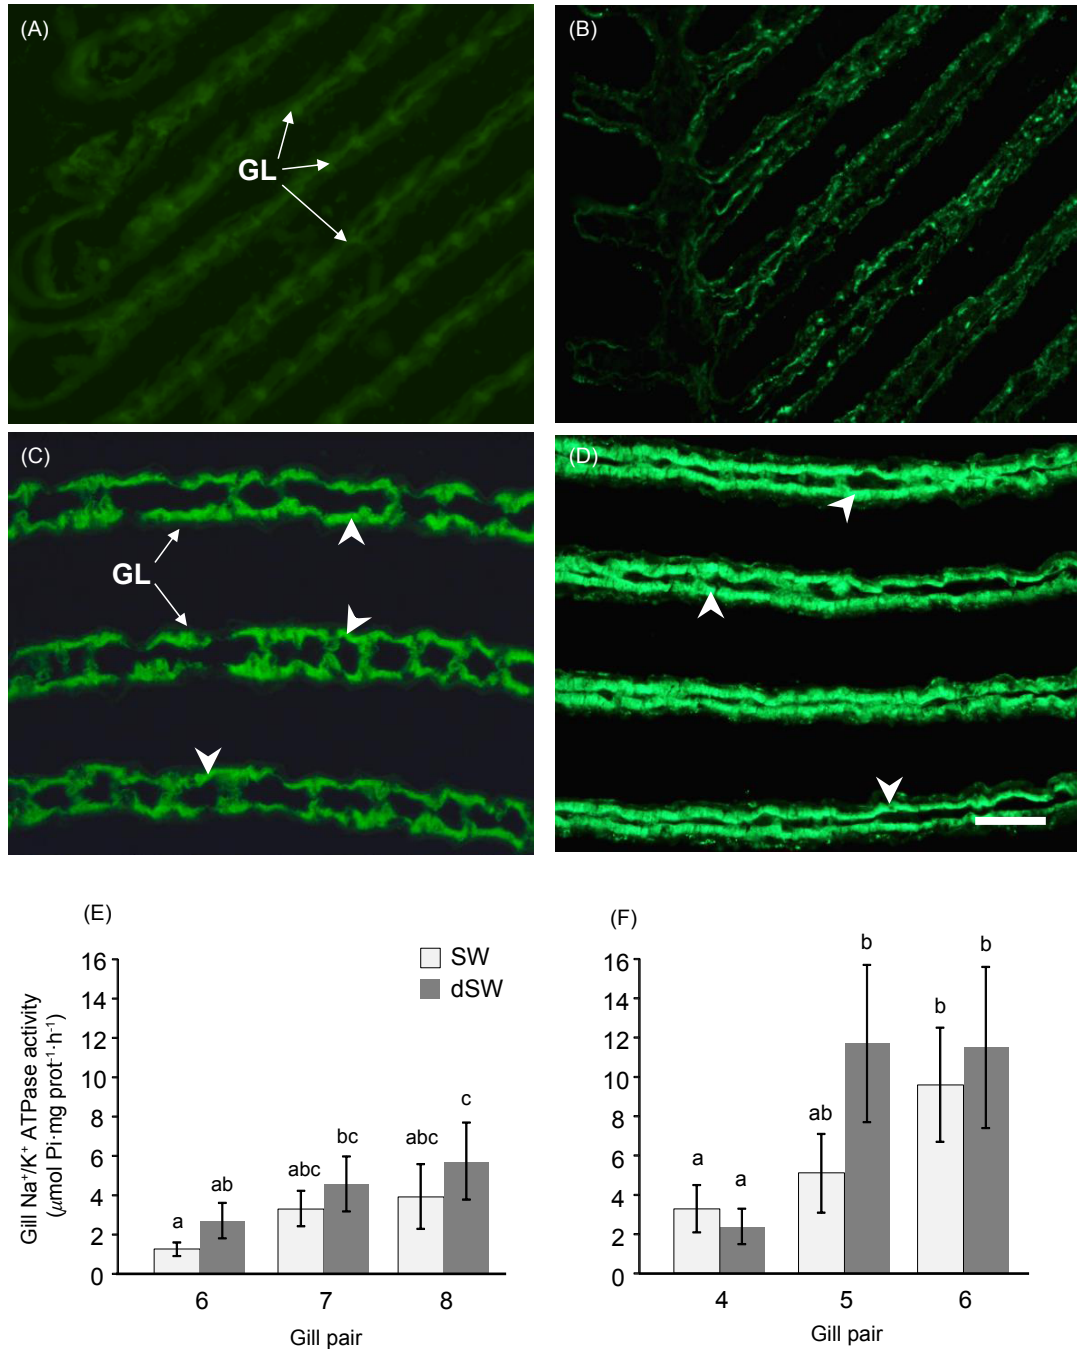 (A)
(B)
GL
(C)
(D)
GL
(E)
(F)
SW
dSW
Gill Na⁺/K⁺ ATPase activity
(μmol Pi·mg prot⁻¹·h⁻¹)
16
14
12
10
8
6
4
2
0
a
ab
abc
bc
abc
c
6
7
8
Gill pair
16
14
12
10
8
6
4
2
0
a
a
ab
b
b
b
4
5
6
Gill pair